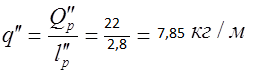 q'' = Q''ₚ / l''ₚ = 22 / 2,8 = 7,85 кг / м